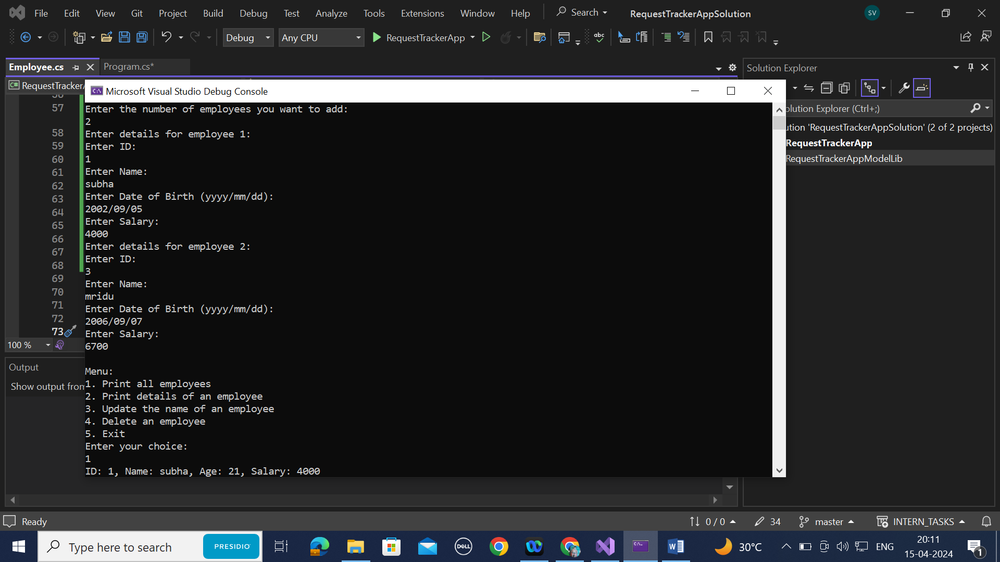 File Edit View Git Project Build Debug Test Analyze Tools Extensions Window Help Search RequestTrackerAppSolution SV
Debug Any CPU RequestTrackerApp
Employee.cs Program.cs*
Solution Explorer
C# RequestTracker
Microsoft Visual Studio Debug Console
olution Explorer (Ctrl+;)
ution 'RequestTrackerAppSolution' (2 of 2 projects)
RequestTrackerApp
RequestTrackerAppModelLib
57
58
59
60
61
62
63
64
65
66
67
68
69
70
71
72
73
100 %
Output
Show output from
Enter the number of employees you want to add:
2
Enter details for employee 1:
Enter ID:
1
Enter Name:
subha
Enter Date of Birth (yyyy/mm/dd):
2002/09/05
Enter Salary:
4000
Enter details for employee 2:
Enter ID:
3
Enter Name:
mridu
Enter Date of Birth (yyyy/mm/dd):
2006/09/07
Enter Salary:
6700
Menu:
1. Print all employees
2. Print details of an employee
3. Update the name of an employee
4. Delete an employee
5. Exit
Enter your choice:
1
ID: 1, Name: subha, Age: 21, Salary: 4000
Ready 0 / 0 34 master INTERN_TASKS
Type here to search PRESIDIO DELL 30°C ENG 20:11
15-04-2024 1